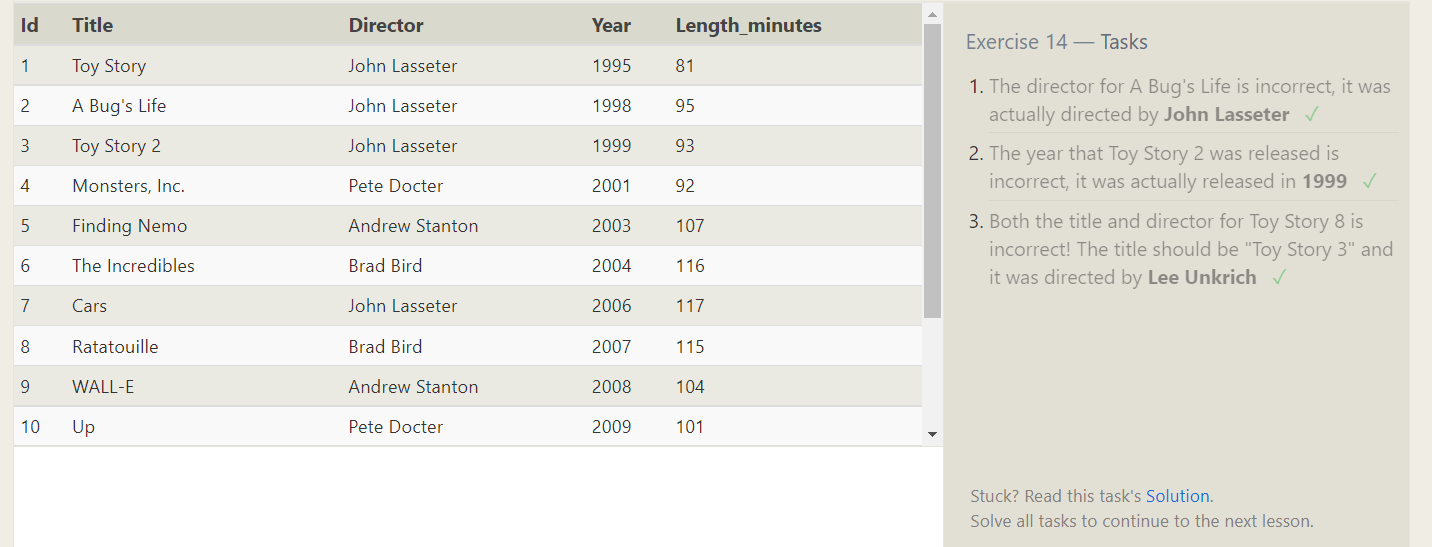 Id Title Director Year Length_minutes
1 Toy Story John Lasseter 1995 81
2 A Bug's Life John Lasseter 1998 95
3 Toy Story 2 John Lasseter 1999 93
4 Monsters, Inc. Pete Docter 2001 92
5 Finding Nemo Andrew Stanton 2003 107
6 The Incredibles Brad Bird 2004 116
7 Cars John Lasseter 2006 117
8 Ratatouille Brad Bird 2007 115
9 WALL-E Andrew Stanton 2008 104
10 Up Pete Docter 2009 101
Exercise 14 — Tasks
1. The director for A Bug's Life is incorrect, it was
actually directed by John Lasseter ✓
2. The year that Toy Story 2 was released is
incorrect, it was actually released in 1999 ✓
3. Both the title and director for Toy Story 8 is
incorrect! The title should be "Toy Story 3" and
it was directed by Lee Unkrich ✓
Stuck? Read this task's Solution.
Solve all tasks to continue to the next lesson.